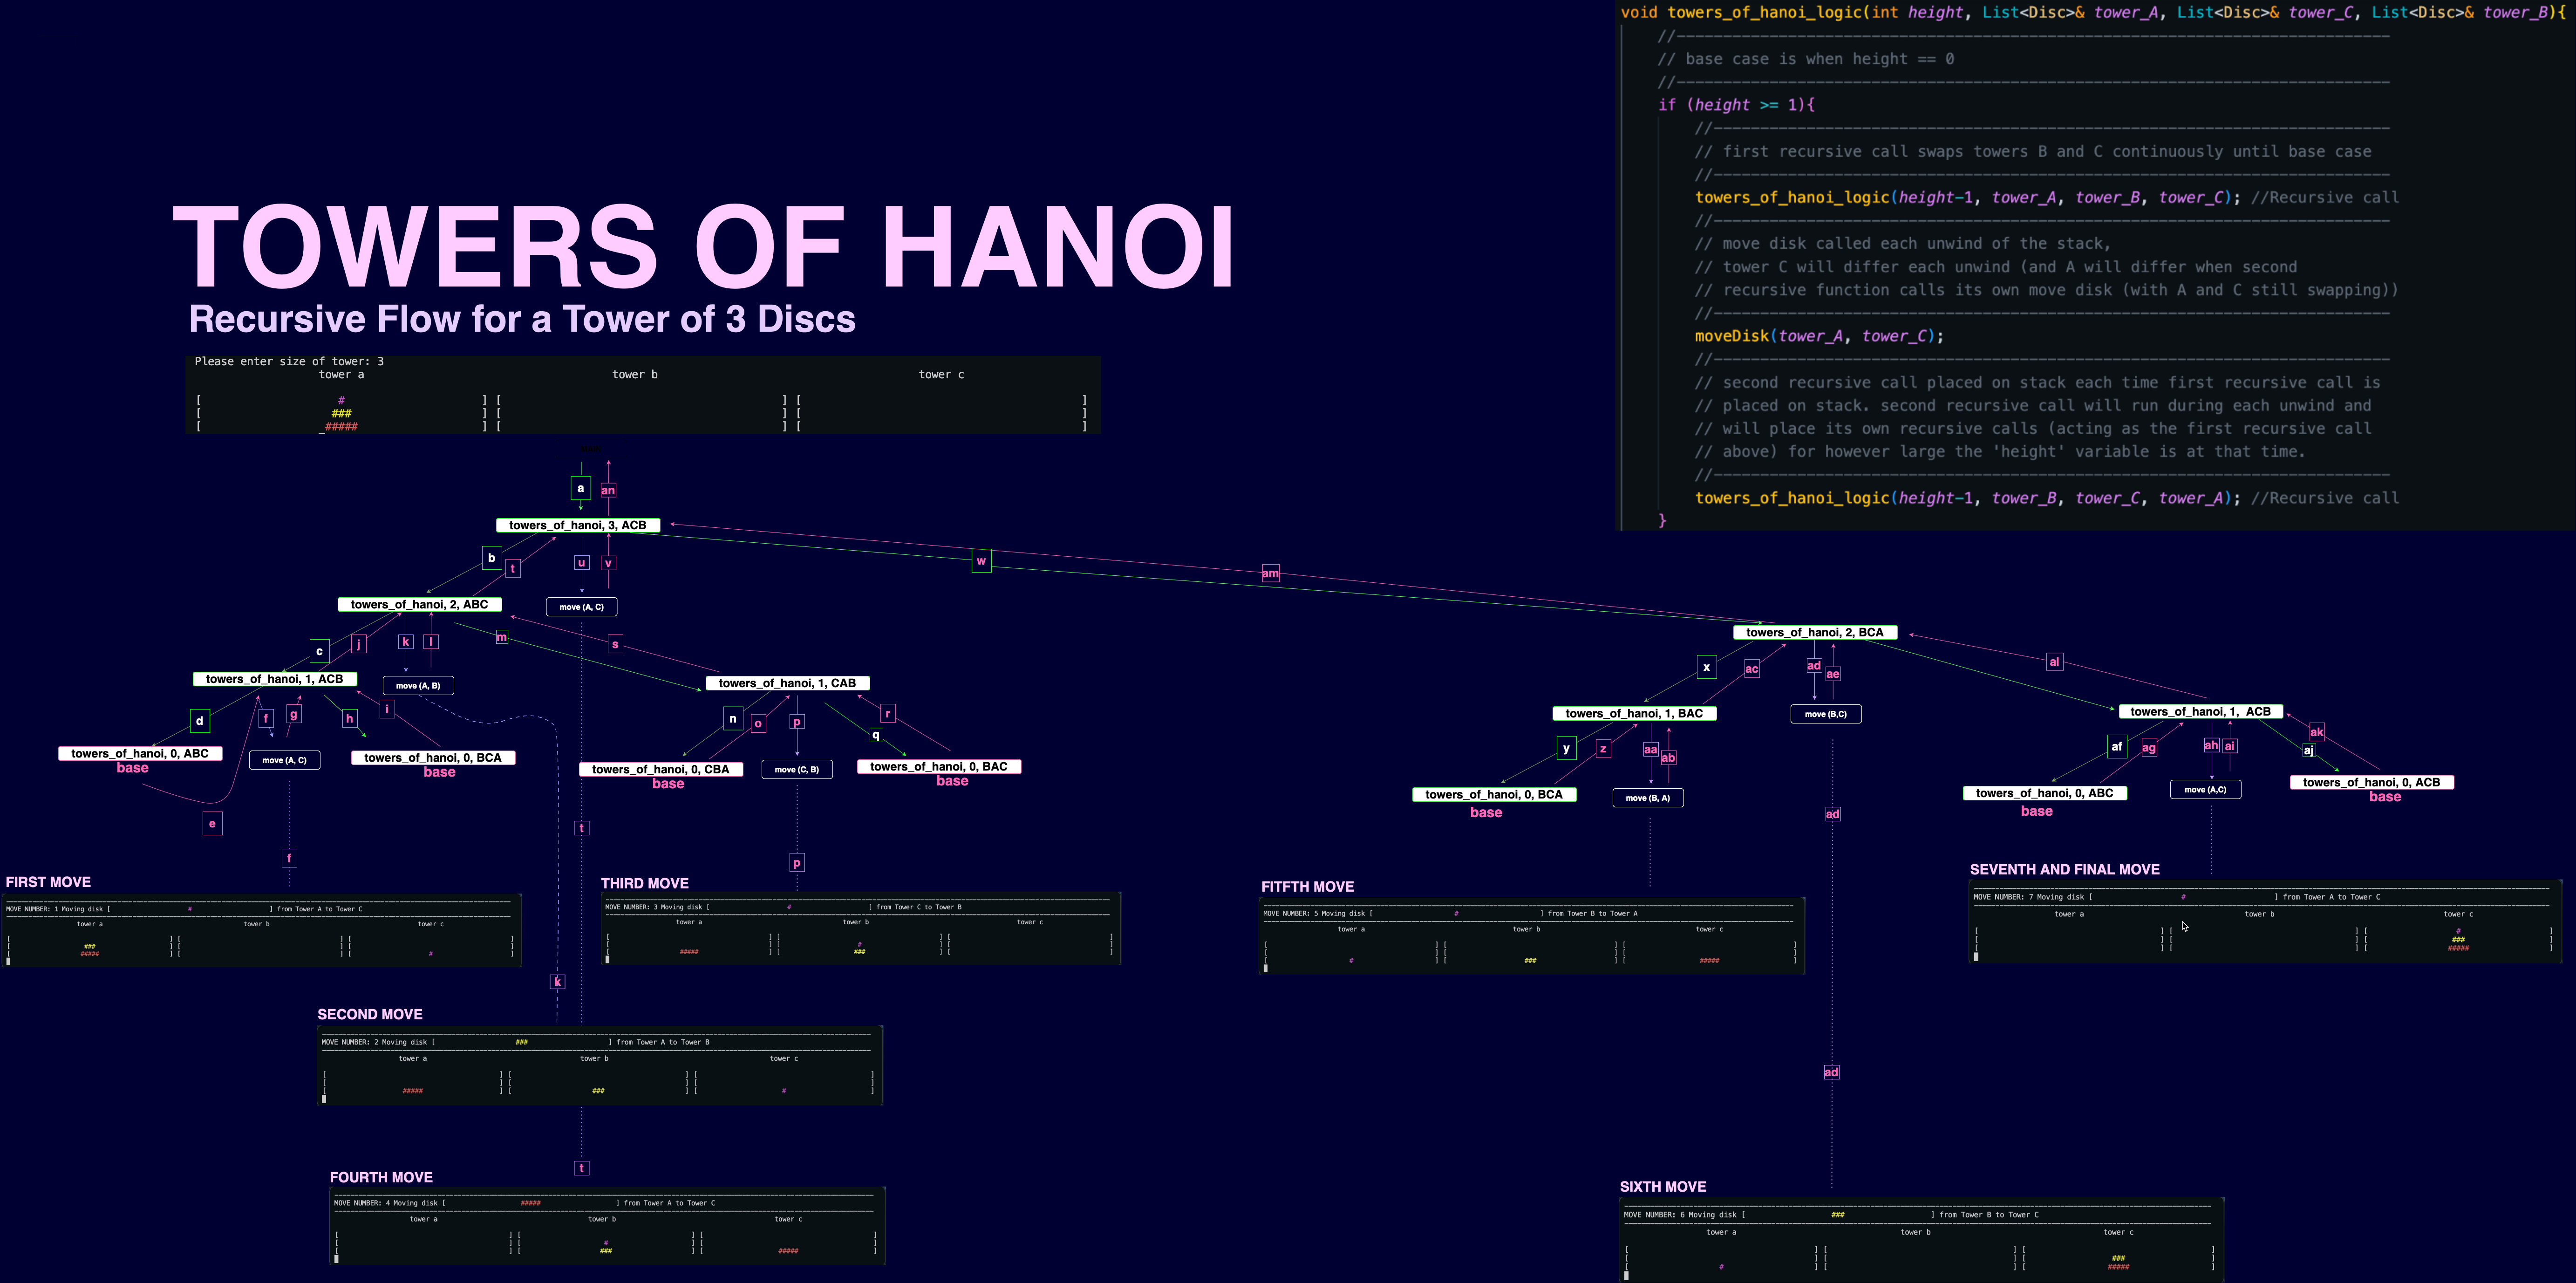 void towers_of_hanoi_logic(int height, List<Disc>& tower_A, List<Disc>& tower_C, List<Disc>& tower_B){
//------------------------------------------------------------
// base case is when height == 0
//------------------------------------------------------------
if (height >= 1){
//------------------------------------------------------------
// first recursive call swaps towers B and C continuously until base case
//------------------------------------------------------------
towers_of_hanoi_logic(height-1, tower_A, tower_B, tower_C); //Recursive call
//------------------------------------------------------------
// move disk called each unwind of the stack,
// tower C will differ each unwind (and A will differ when second
// recursive function calls its own move disk (with A and C still swapping))
//------------------------------------------------------------
moveDisk(tower_A, tower_C);
//------------------------------------------------------------
// second recursive call placed on stack each time first recursive call is
// placed on stack. second recursive call will run during each unwind and
// will place its own recursive calls (acting as the first recursive call
// above) for however large the 'height' variable is at that time.
//------------------------------------------------------------
towers_of_hanoi_logic(height-1, tower_B, tower_C, tower_A); //Recursive call
}
TOWERS OF HANOI
Recursive Flow for a Tower of 3 Discs
Please enter size of tower: 3
tower a tower b tower c
[ # ] [ ] [ ]
[ ### ] [ ] [ ]
[ _##### ] [ ] [ ]
a an
towers_of_hanoi, 3, ACB
b t u v w am
towers_of_hanoi, 2, ABC
move (A, C)
towers_of_hanoi, 2, BCA
c j k l m s
x ac ad ae al
towers_of_hanoi, 1, ACB
move (A, B)
towers_of_hanoi, 1, CAB
towers_of_hanoi, 1, BAC
move (B,C)
towers_of_hanoi, 1, ACB
d f g h i
n o p q r
y z aa ab
af ag ah ai aj ak
towers_of_hanoi, 0, ABC
base
move (A, C)
towers_of_hanoi, 0, BCA
base
towers_of_hanoi, 0, CBA
base
move (C, B)
towers_of_hanoi, 0, BAC
base
towers_of_hanoi, 0, BCA
base
move (B, A)
towers_of_hanoi, 0, ABC
base
move (A,C)
towers_of_hanoi, 0, ACB
base
e
f
t
p
ad
FIRST MOVE
MOVE NUMBER: 1 Moving disk [ # ] from Tower A to Tower C
tower a tower b tower c
[ ] [ ] [ ]
[ ### ] [ ] [ ]
[ ##### ] [ ] [ # ]
THIRD MOVE
MOVE NUMBER: 3 Moving disk [ # ] from Tower C to Tower B
tower a tower b tower c
[ ] [ ] [ ]
[ ] [ # ] [ ]
[ ##### ] [ ### ] [ ]
FITFTH MOVE
MOVE NUMBER: 5 Moving disk [ # ] from Tower B to Tower A
tower a tower b tower c
[ ] [ ] [ ]
[ ] [ ] [ ]
[ # ] [ ### ] [ ##### ]
SEVENTH AND FINAL MOVE
MOVE NUMBER: 7 Moving disk [ # ] from Tower A to Tower C
tower a tower b tower c
[ ] [ ] [ # ]
[ ] [ ] [ ### ]
[ ] [ ] [ ##### ]
k
SECOND MOVE
MOVE NUMBER: 2 Moving disk [ ### ] from Tower A to Tower B
tower a tower b tower c
[ ] [ ] [ ]
[ ] [ ] [ ]
[ ##### ] [ ### ] [ # ]
ad
t
FOURTH MOVE
MOVE NUMBER: 4 Moving disk [ ##### ] from Tower A to Tower C
tower a tower b tower c
[ ] [ ] [ ]
[ ] [ # ] [ ]
[ ] [ ### ] [ ##### ]
SIXTH MOVE
MOVE NUMBER: 6 Moving disk [ ### ] from Tower B to Tower C
tower a tower b tower c
[ ] [ ] [ ]
[ ] [ ] [ ### ]
[ # ] [ ] [ ##### ]